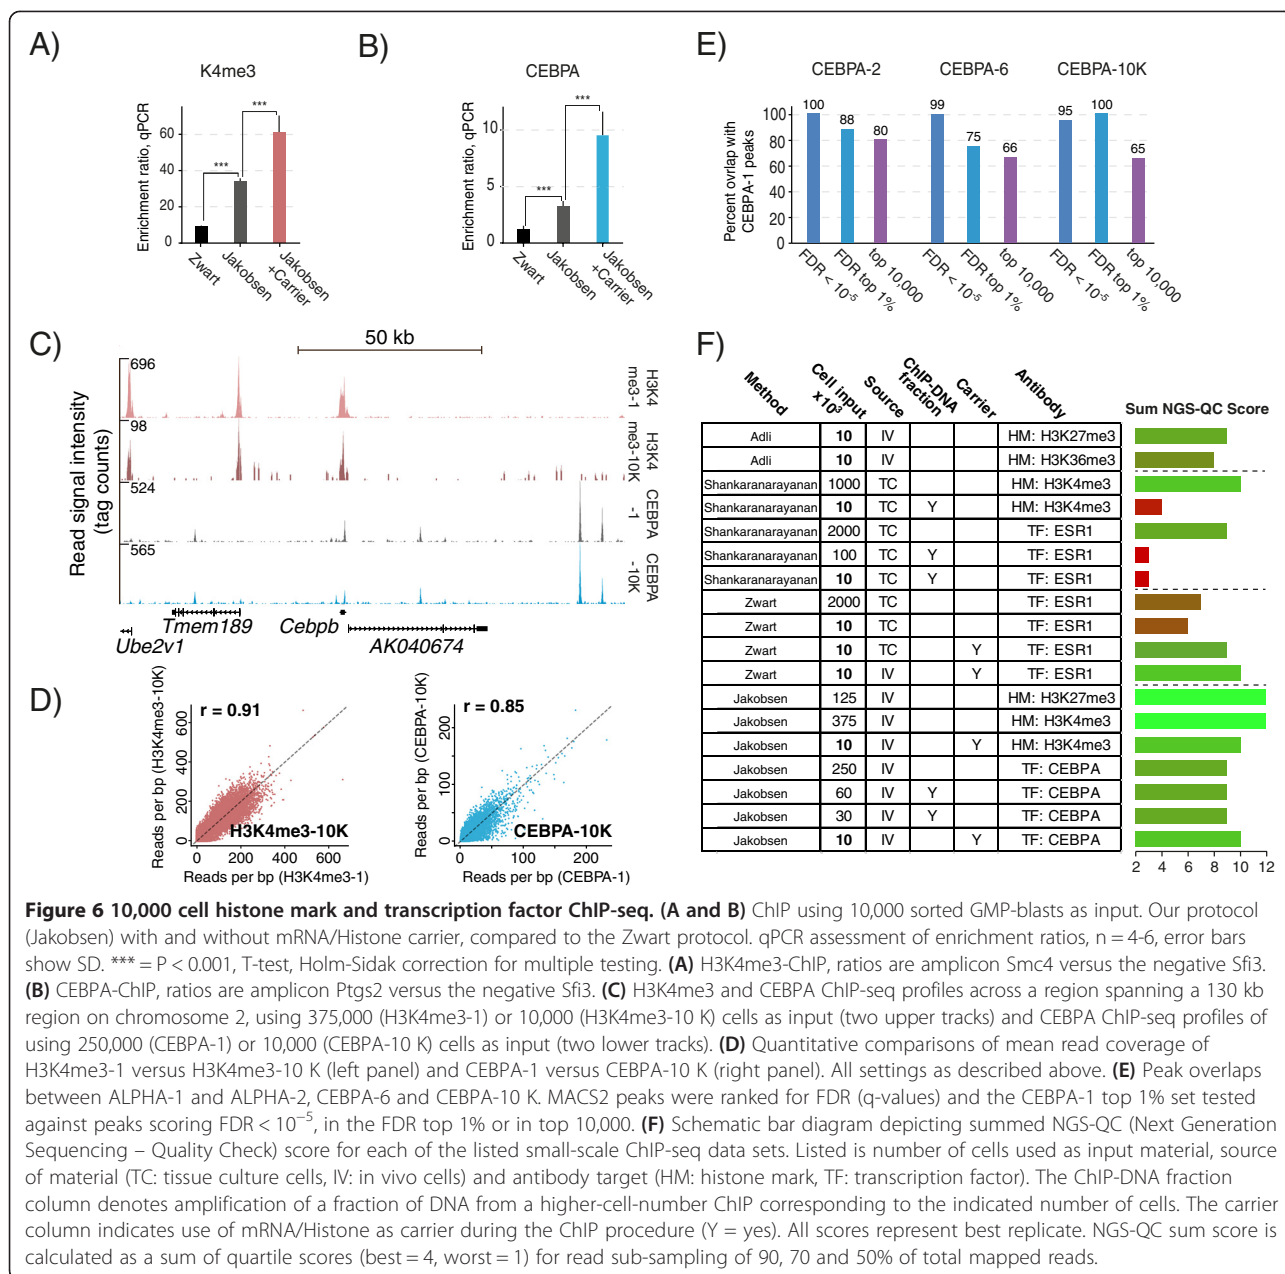 A)
K4me3
Enrichment ratio, qPCR
60
40
20
0
***
***
Zwart
Jakobsen
Jakobsen
+Carrier
B)
CEBPA
Enrichment ratio, qPCR
10
5
0
***
***
Zwart
Jakobsen
Jakobsen
+Carrier
E)
CEBPA-2
CEBPA-6
CEBPA-10K
Percent ovrlap with
CEBPA-1 peaks
100
80
60
40
20
0
100
88
80
99
75
66
95
100
65
FDR < 10-5
FDR top 1%
top 10,000
FDR < 10-5
FDR top 1%
top 10,000
FDR < 10-5
FDR top 1%
top 10,000
C)
50 kb
Read signal intensity
(tag counts)
696
H3K4
me3-1
98
H3K4
me3-10K
524
CEBPA
-1
565
CEBPA
-10K
Tmem189
Cebpb
Ube2v1
AK040674
D)
r = 0.91
Reads per bp (H3K4me3-10K)
600
400
200
0
H3K4me3-10K
0 200 400 600
Reads per bp (H3K4me3-1)
r = 0.85
Reads per bp (CEBPA-10K)
200
100
0
CEBPA-10K
0 100 200
Reads per bp (CEBPA-1)
F)
Method
Cell input
x10³
Source
ChIP-DNA
fraction
Carrier
Antibody
Sum NGS-QC Score
Adli 10 IV HM: H3K27me3
Adli 10 IV HM: H3K36me3
Shankaranarayanan 1000 TC HM: H3K4me3
Shankaranarayanan 10 TC Y HM: H3K4me3
Shankaranarayanan 2000 TC TF: ESR1
Shankaranarayanan 100 TC Y TF: ESR1
Shankaranarayanan 10 TC Y TF: ESR1
Zwart 2000 TC TF: ESR1
Zwart 10 TC TF: ESR1
Zwart 10 TC Y TF: ESR1
Zwart 10 IV Y TF: ESR1
Jakobsen 125 IV HM: H3K27me3
Jakobsen 375 IV HM: H3K4me3
Jakobsen 10 IV Y HM: H3K4me3
Jakobsen 250 IV TF: CEBPA
Jakobsen 60 IV Y TF: CEBPA
Jakobsen 30 IV Y TF: CEBPA
Jakobsen 10 IV Y TF: CEBPA
2 4 6 8 10 12
Figure 6 10,000 cell histone mark and transcription factor ChIP-seq. (A and B) ChIP using 10,000 sorted GMP-blasts as input. Our protocol
(Jakobsen) with and without mRNA/Histone carrier, compared to the Zwart protocol. qPCR assessment of enrichment ratios, n = 4-6, error bars
show SD. *** = P < 0.001, T-test, Holm-Sidak correction for multiple testing. (A) H3K4me3-ChIP, ratios are amplicon Smc4 versus the negative Sfi3.
(B) CEBPA-ChIP, ratios are amplicon Ptgs2 versus the negative Sfi3. (C) H3K4me3 and CEBPA ChIP-seq profiles across a region spanning a 130 kb
region on chromosome 2, using 375,000 (H3K4me3-1) or 10,000 (H3K4me3-10 K) cells as input (two upper tracks) and CEBPA ChIP-seq profiles of
using 250,000 (CEBPA-1) or 10,000 (CEBPA-10 K) cells as input (two lower tracks). (D) Quantitative comparisons of mean read coverage of
H3K4me3-1 versus H3K4me3-10 K (left panel) and CEBPA-1 versus CEBPA-10 K (right panel). All settings as described above. (E) Peak overlaps
between ALPHA-1 and ALPHA-2, CEBPA-6 and CEBPA-10 K. MACS2 peaks were ranked for FDR (q-values) and the CEBPA-1 top 1% set tested
against peaks scoring FDR < 10⁻⁵, in the FDR top 1% or in top 10,000. (F) Schematic bar diagram depicting summed NGS-QC (Next Generation
Sequencing – Quality Check) score for each of the listed small-scale ChIP-seq data sets. Listed is number of cells used as input material, source
of material (TC: tissue culture cells, IV: in vivo cells) and antibody target (HM: histone mark, TF: transcription factor). The ChIP-DNA fraction
column denotes amplification of a fraction of DNA from a higher-cell-number ChIP corresponding to the indicated number of cells. The carrier
column indicates use of mRNA/Histone as carrier during the ChIP procedure (Y = yes). All scores represent best replicate. NGS-QC sum score is
calculated as a sum of quartile scores (best = 4, worst = 1) for read sub-sampling of 90, 70 and 50% of total mapped reads.